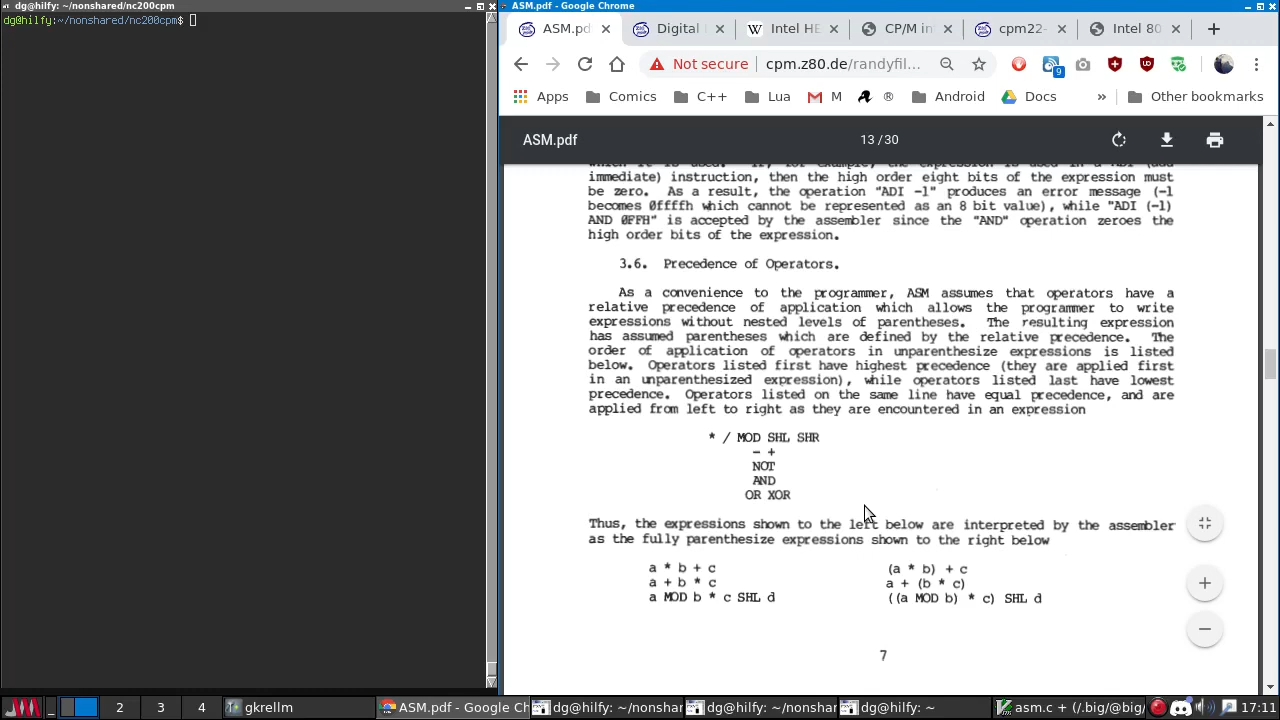 dg@hilfy: ~/nonshared/nc200cpm
dg@hilfy:~/nonshared/nc200cpm$
ASM.pdf - Google Chrome
ASM.pd
Digital
Intel HE
CP/M in
cpm22-
Intel 80
Not secure
cpm.z80.de/randyfil...
9
Apps
Comics
C++
Lua
M
®
Android
Docs
»
Other bookmarks
ASM.pdf
13 / 30
immediate) instruction, then the high order eight bits of the expression must
be zero. As a result, the operation "ADI -1" produces an error message (-1
becomes 0ffffh which cannot be represented as an 8 bit value), while "ADI (-1)
AND 0FFH" is accepted by the assembler since the "AND" operation zeroes the
high order bits of the expression.
3.6. Precedence of Operators.
As a convenience to the programmer, ASM assumes that operators have a
relative precedence of application which allows the programmer to write
expressions without nested levels of parentheses. The resulting expression
has assumed parentheses which are defined by the relative precedence. The
order of application of operators in unparenthesize expressions is listed
below. Operators listed first have highest precedence (they are applied first
in an unparenthesized expression), while operators listed last have lowest
precedence. Operators listed on the same line have equal precedence, and are
applied from left to right as they are encountered in an expression
* / MOD SHL SHR
- +
NOT
AND
OR XOR
Thus, the expressions shown to the left below are interpreted by the assembler
as the fully parenthesize expressions shown to the right below
a * b + c (a * b) + c
a + b * c a + (b * c)
a MOD b * c SHL d ((a MOD b) * c) SHL d
7
2
3
4
gkrellm
ASM.pdf - Google Ch
dg@hilfy: ~/nonshar
dg@hilfy: ~/nonshar
dg@hilfy: ~
asm.c + (/.big/@big/
17:11